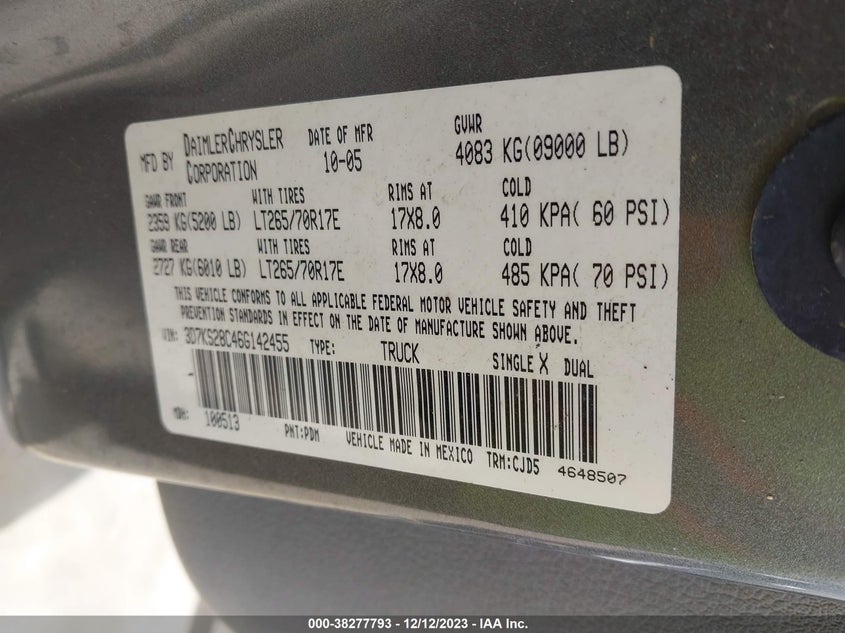 MFD BY DAIMLERCHRYSLER CORPORATION
DATE OF MFR 10-05
GVWR 4083 KG(09000 LB)
GAWR FRONT WITH TIRES RIMS AT COLD
2359 KG(5200 LB) LT265/70R17E 17X8.0 410 KPA( 60 PSI)
GAWR REAR WITH TIRES RIMS AT COLD
2727 KG(6010 LB) LT265/70R17E 17X8.0 485 KPA( 70 PSI)
THIS VEHICLE CONFORMS TO ALL APPLICABLE FEDERAL MOTOR VEHICLE SAFETY AND THEFT
PREVENTION STANDARDS IN EFFECT ON THE DATE OF MANUFACTURE SHOWN ABOVE.
VIN: 3D7KS28C46G142455 TYPE: TRUCK SINGLE X DUAL
MDH: 100513 PNT:PDM VEHICLE MADE IN MEXICO TRM:CJD5 4648507
000-38277793 - 12/12/2023 - IAA Inc.